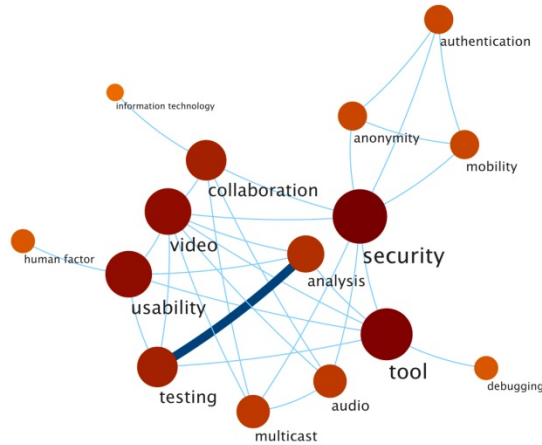 authentication
information technology
anonymity
mobility
collaboration
video
security
human factor
analysis
usability
tool
testing
debugging
audio
multicast